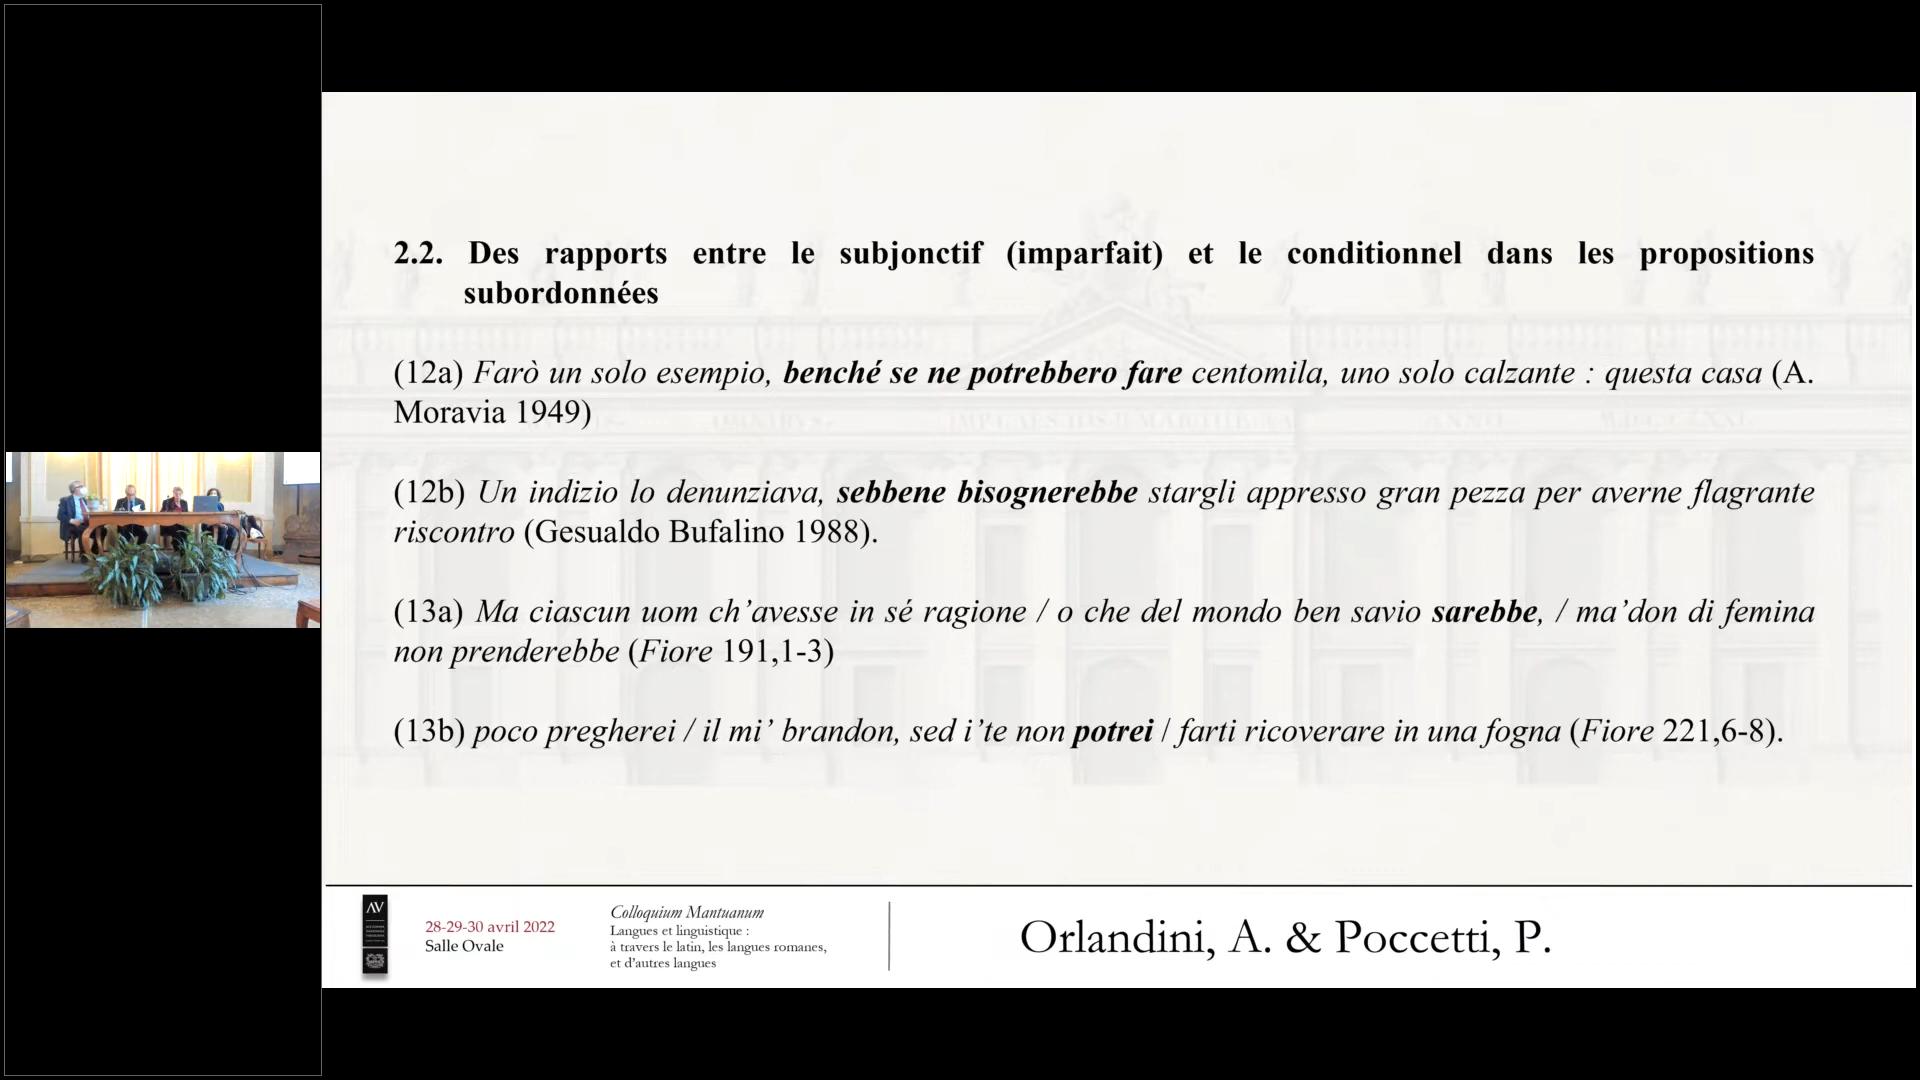 2.2. Des rapports entre le subjonctif (imparfait) et le conditionnel dans les propositions
subordonnées
(12a) Farò un solo esempio, benché se ne potrebbero fare centomila, uno solo calzante : questa casa (A.
Moravia 1949)
(12b) Un indizio lo denunziava, sebbene bisognerebbe stargli appresso gran pezza per averne flagrante
riscontro (Gesualdo Bufalino 1988).
(13a) Ma ciascun uom ch’avesse in sé ragione / o che del mondo ben savio sarebbe, / ma’don di femina
non prenderebbe (Fiore 191,1-3)
(13b) poco pregherei / il mi’ brandon, sed i’te non potrei / farti ricoverare in una fogna (Fiore 221,6-8).
AV
28-29-30 avril 2022
Salle Ovale
Colloquium Mantuanum
Langues et linguistique :
à travers le latin, les langues romanes,
et d’autres langues
Orlandini, A. & Poccetti, P.